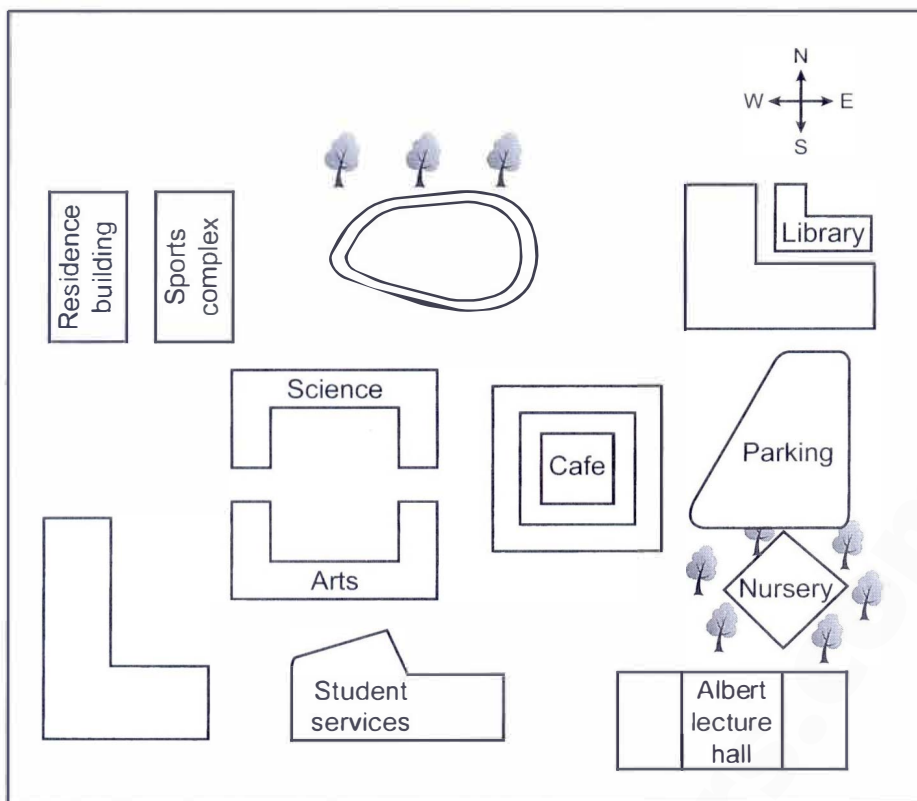 N
W E
S
Residence
building
Sports
complex
Library
Science
Cafe
Parking
Arts
Nursery
Student
services
Albert
lecture
hall